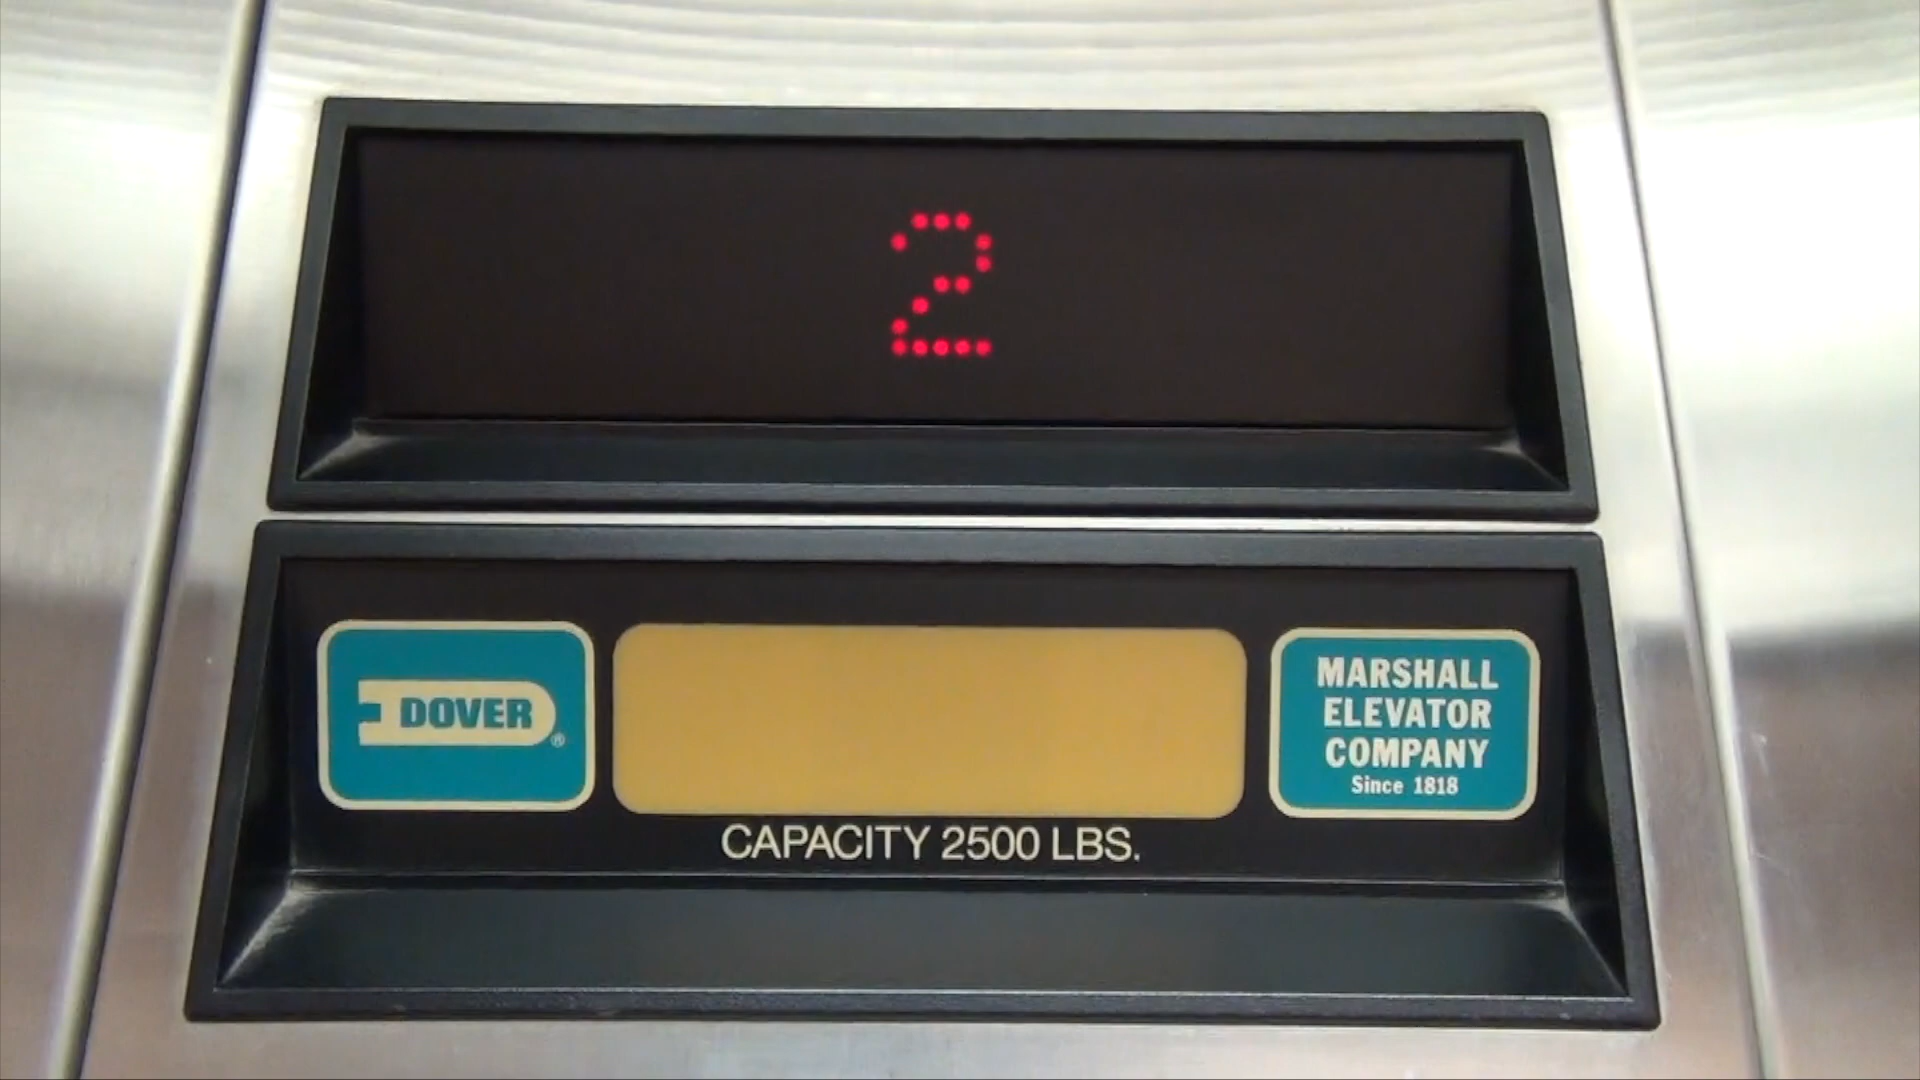 2
DOVER
®
MARSHALL
ELEVATOR
COMPANY
Since 1818
CAPACITY 2500 LBS.